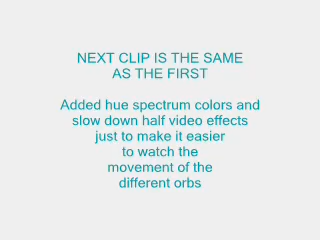 NEXT CLIP IS THE SAME
AS THE FIRST
Added hue spectrum colors and
slow down half video effects
just to make it easier
to watch the
movement of the
different orbs